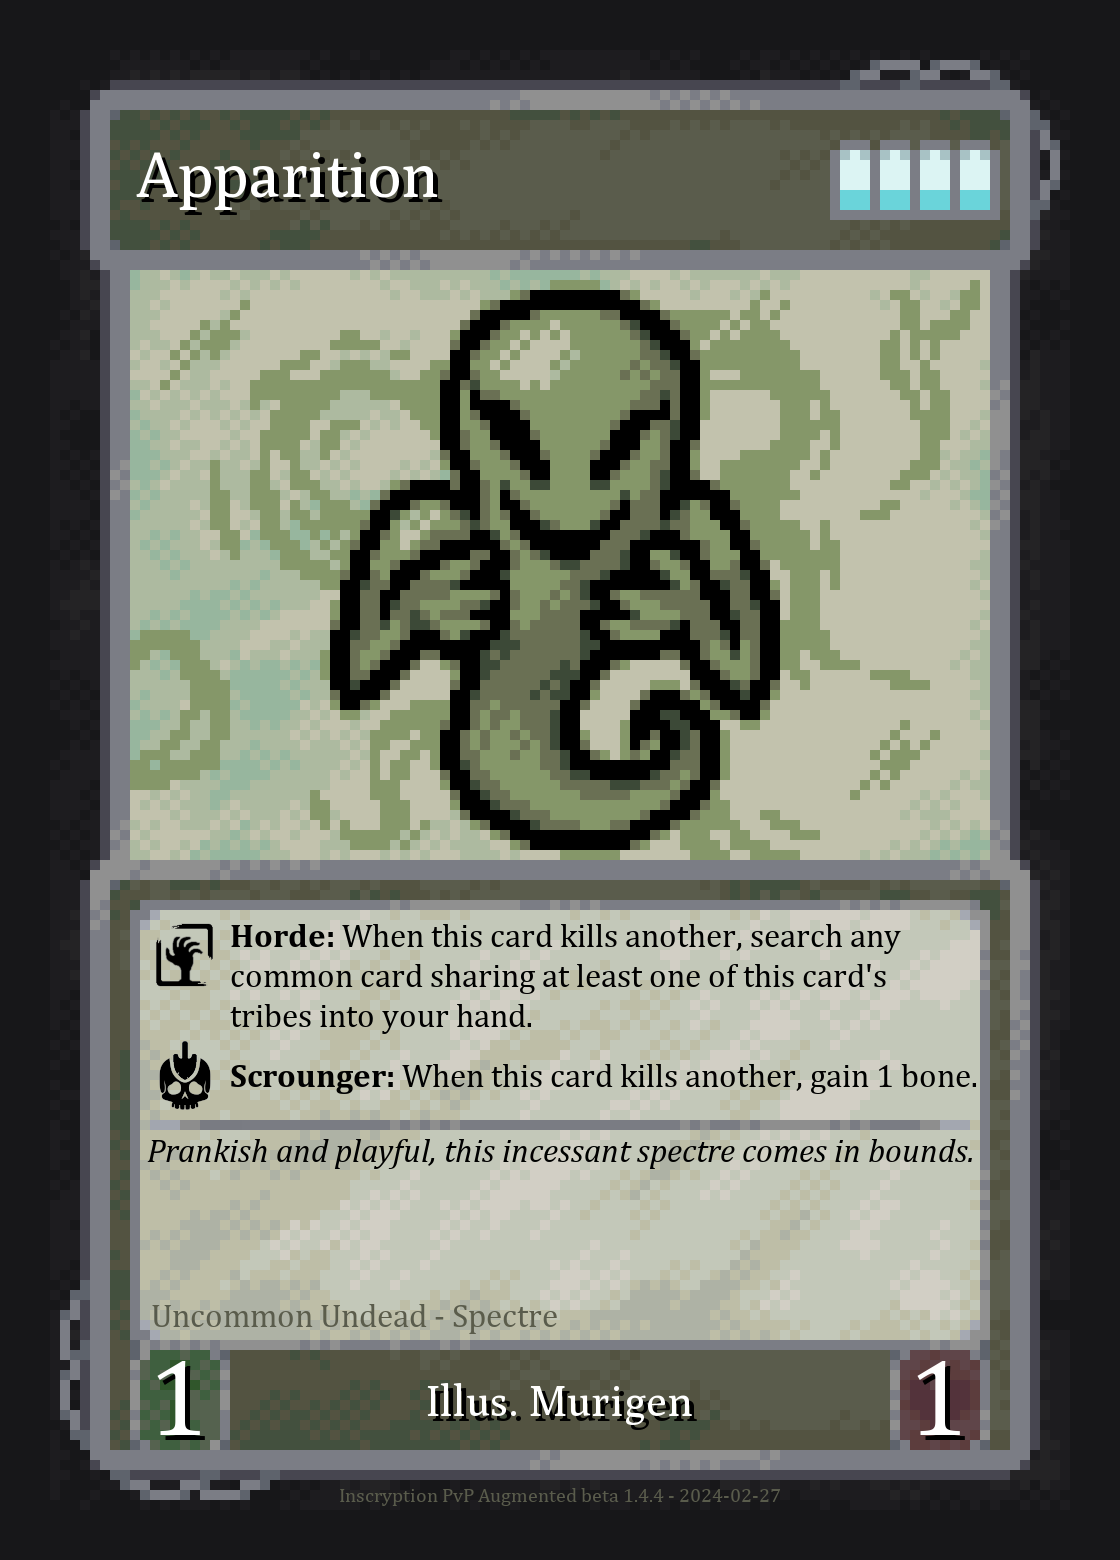 Apparition
Horde: When this card kills another, search any
common card sharing at least one of this card's
tribes into your hand.
Scrounger: When this card kills another, gain 1 bone.
Prankish and playful, this incessant spectre comes in bounds.
Uncommon Undead - Spectre
1
Illus. Murigen
1
Inscryption PvP Augmented beta 1.4.4 - 2024-02-27